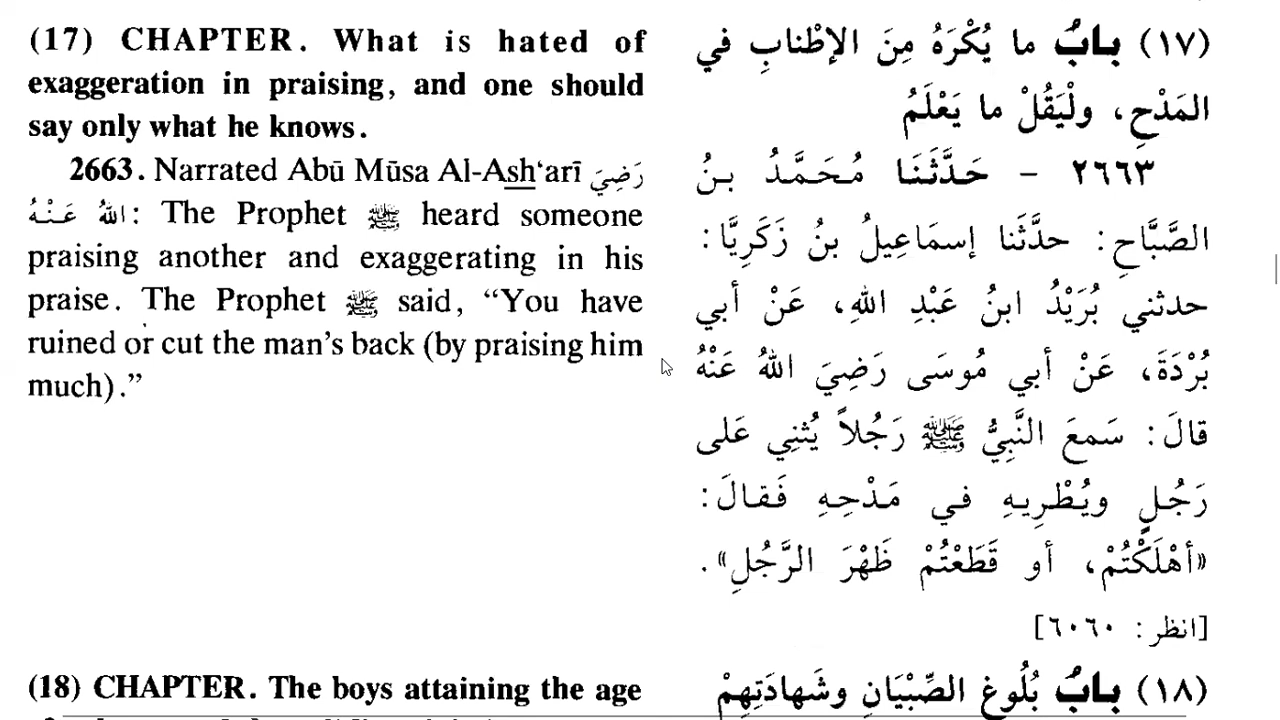 (17) CHAPTER. What is hated of
exaggeration in praising, and one should
say only what he knows.
2663. Narrated Abū Mūsa Al-Ash‘arī رَضِيَ
اللهُ عَنْهُ: The Prophet ﷺ heard someone
praising another and exaggerating in his
praise. The Prophet ﷺ said, “You have
ruined or cut the man’s back (by praising him
much).”
(18) CHAPTER. The boys attaining the age
(١٧) بابُ ما يُكْرَهُ مِنَ الإطْنابِ في
المَدْحِ، ولْيَقُلْ ما يَعْلَمُ
٢٦٦٣ – حَدَّثَنَا مُحَمَّدُ بنُ
الصَّبَّاحِ: حدَّثَنا إسمَاعِيلُ بنُ زَكَرِيَّا:
حدثني بُرَيْدُ ابنُ عَبْدِ اللهِ، عَنْ أبي
بُرْدَةَ، عَنْ أبي مُوسَى رَضِيَ اللهُ عَنْهُ
قالَ: سَمعَ النَّبِيُّ ﷺ رَجُلاً يُثنِي عَلى
رَجُلٍ ويُطْرِيهِ في مَدْحِهِ فَقالَ:
«أهْلَكْتُمْ، أو قَطَعْتُمْ ظَهْرَ الرَّجُلِ».
[انظر: ٦٠٦٠]
(١٨) بابُ بُلُوغِ الصِّبْيَانِ وشَهادَتِهِمْ